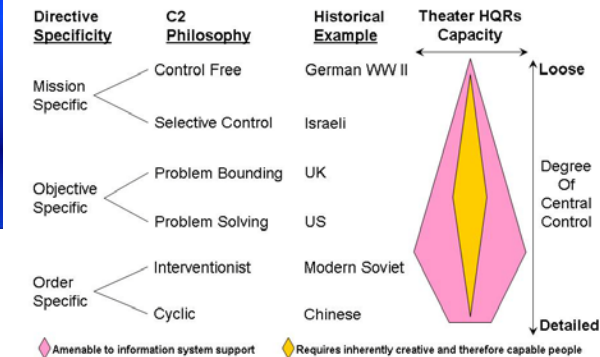 Directive Specificity
C2 Philosophy
Historical Example
Theater HQRs Capacity
Mission Specific
Control Free
German WW II
Loose
Selective Control
Israeli
Objective Specific
Problem Bounding
UK
Degree Of Central Control
Problem Solving
US
Order Specific
Interventionist
Modern Soviet
Cyclic
Chinese
Detailed
Amenable to information system support
Requires inherently creative and therefore capable people